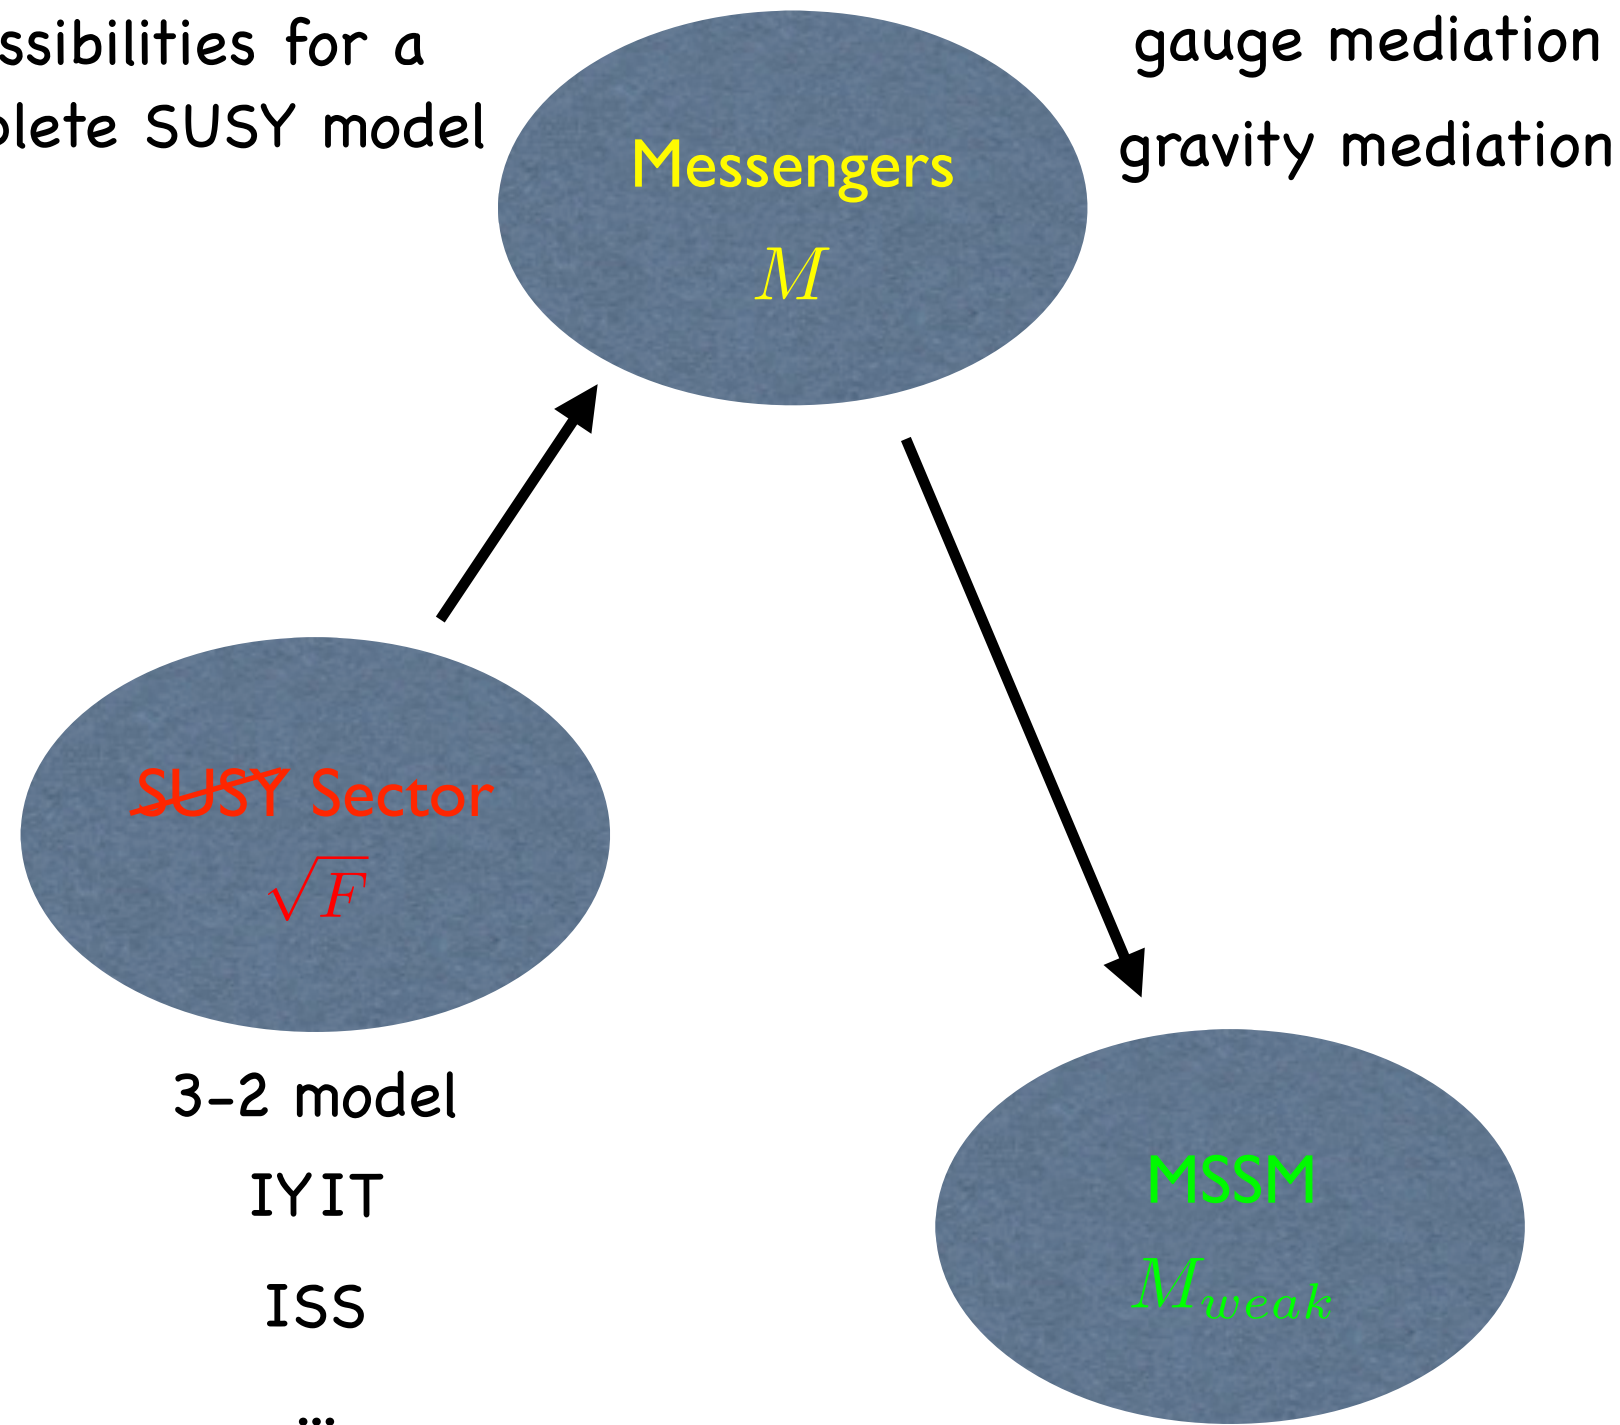 ssibilities for a
plete SUSY model
gauge mediation
gravity mediation
Messengers
M
SUSY Sector
√F
3-2 model
IYIT
ISS
...
MSSM
M_weak